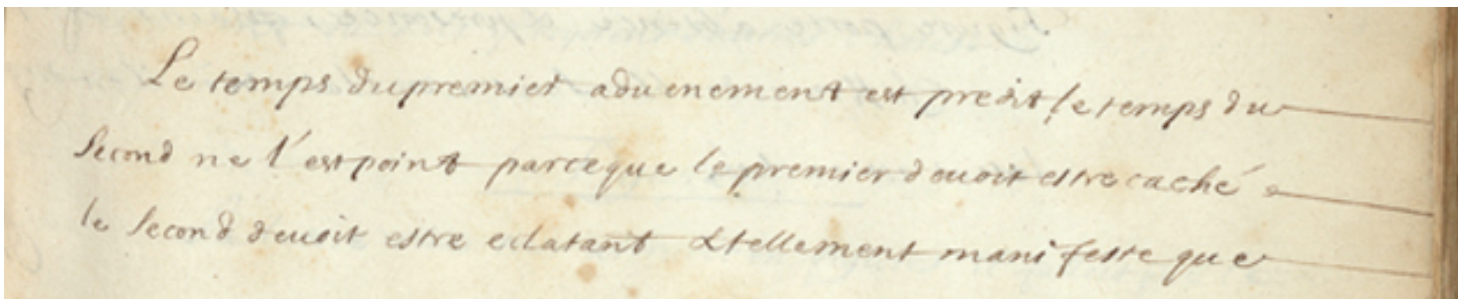 Le temps du premier aduenement est predit le temps du
second ne l'est point parceque le premier deuoit estre caché
le second deuoit estre eclatant & tellement manifeste que